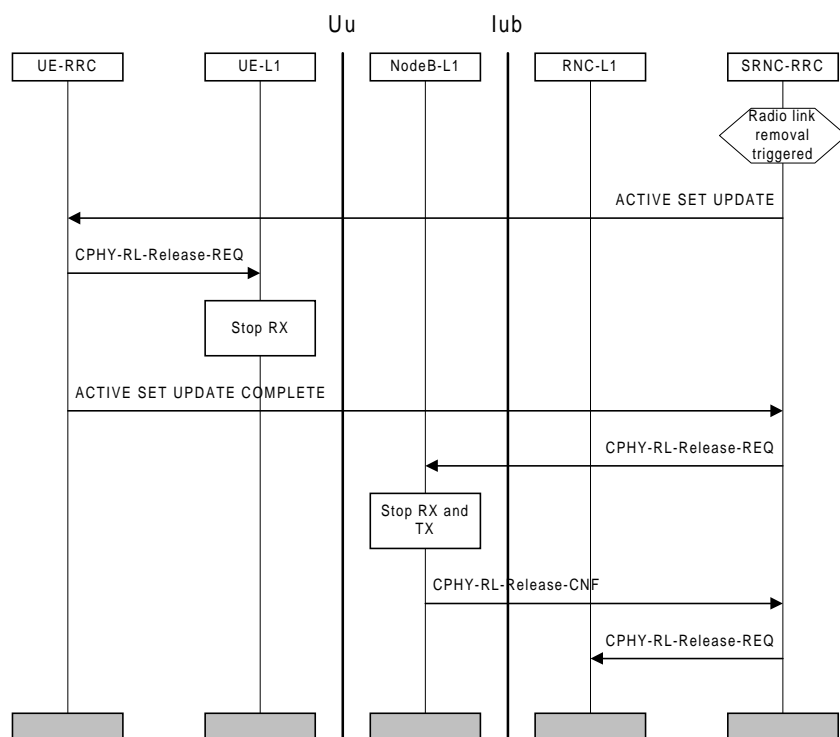 Uu
Iub
UE-RRC
UE-L1
NodeB-L1
RNC-L1
SRNC-RRC
Radio link
removal
triggered
ACTIVE SET UPDATE
CPHY-RL-Release-REQ
Stop RX
ACTIVE SET UPDATE COMPLETE
CPHY-RL-Release-REQ
Stop RX and
TX
CPHY-RL-Release-CNF
CPHY-RL-Release-REQ